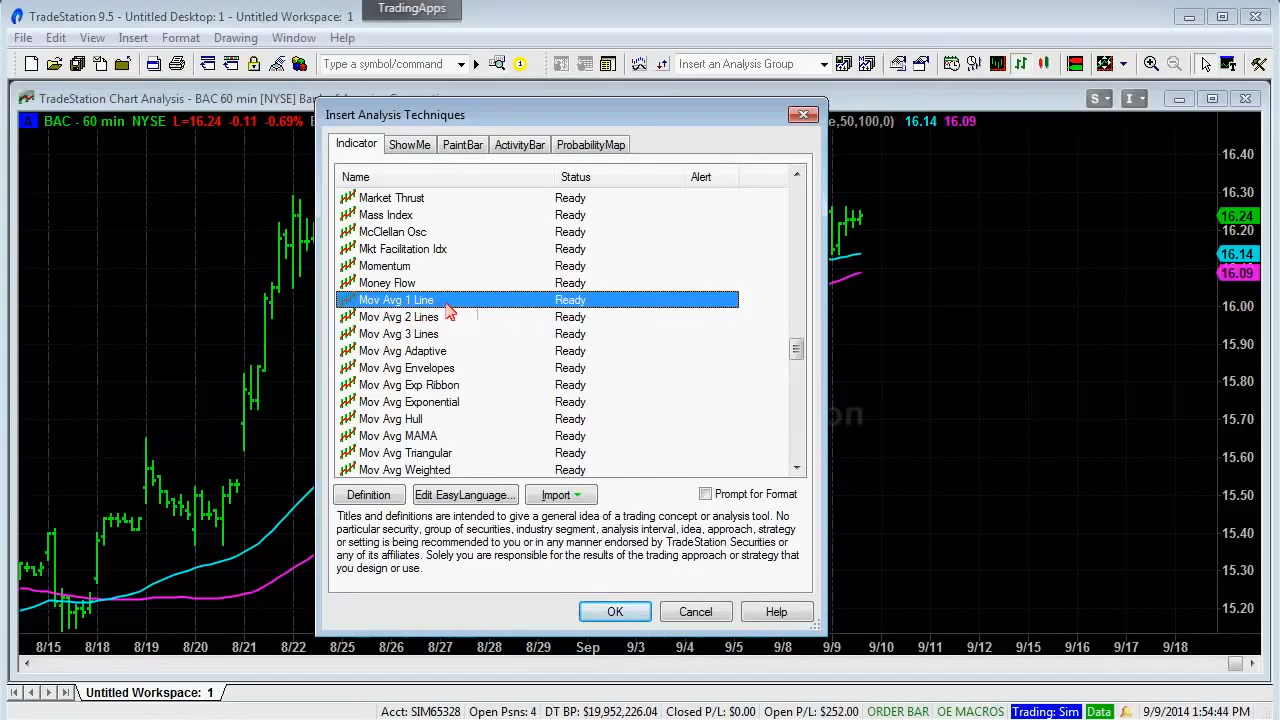 TradeStation 9.5 - Untitled Desktop: 1 - Untitled Workspace: 1
TradingApps
File Edit View Insert Format Drawing Window Help
Type a symbol/command
Insert an Analysis Group
TradeStation Chart Analysis - BAC 60 min [NYSE]
S
I
A BAC - 60 min NYSE L=16.24 -0.11 -0.69%
e,50,100,0) 16.14 16.09
Insert Analysis Techniques
Indicator ShowMe PaintBar ActivityBar ProbabilityMap
Name Status Alert
Market Thrust Ready
Mass Index Ready
McClellan Osc Ready
Mkt Facilitation Idx Ready
Momentum Ready
Money Flow Ready
Mov Avg 1 Line Ready
Mov Avg 2 Lines Ready
Mov Avg 3 Lines Ready
Mov Avg Adaptive Ready
Mov Avg Envelopes Ready
Mov Avg Exp Ribbon Ready
Mov Avg Exponential Ready
Mov Avg Hull Ready
Mov Avg MAMA Ready
Mov Avg Triangular Ready
Mov Avg Weighted Ready
Definition Edit EasyLanguage... Import Prompt for Format
Titles and definitions are intended to give a general idea of a trading concept or analysis tool. No
particular security, group of securities, industry segment, analysis interval, idea, approach, strategy
or setting is being recommended to you or in any manner endorsed by TradeStation Securities or
any of its affiliates. Solely you are responsible for the results of the trading approach or strategy that
you design or use.
OK Cancel Help
16.40
16.30
16.24
16.20
16.14
16.09
16.00
15.90
15.80
15.70
15.60
15.50
15.40
15.30
15.20
8/15 8/18 8/19 8/20 8/21 8/22 8/25 8/26 8/27 8/28 8/29 Sep 9/3 9/4 9/5 9/8 9/9 9/10 9/11 9/12 9/15 9/16 9/17 9/18
Untitled Workspace: 1
Acct: SIM65328 Open Psns: 4 DT BP: $19,952,226.04 Closed P/L: $0.00 Open P/L: $252.00 ORDER BAR OE MACROS Trading: Sim Data 9/9/2014 1:54:44 PM